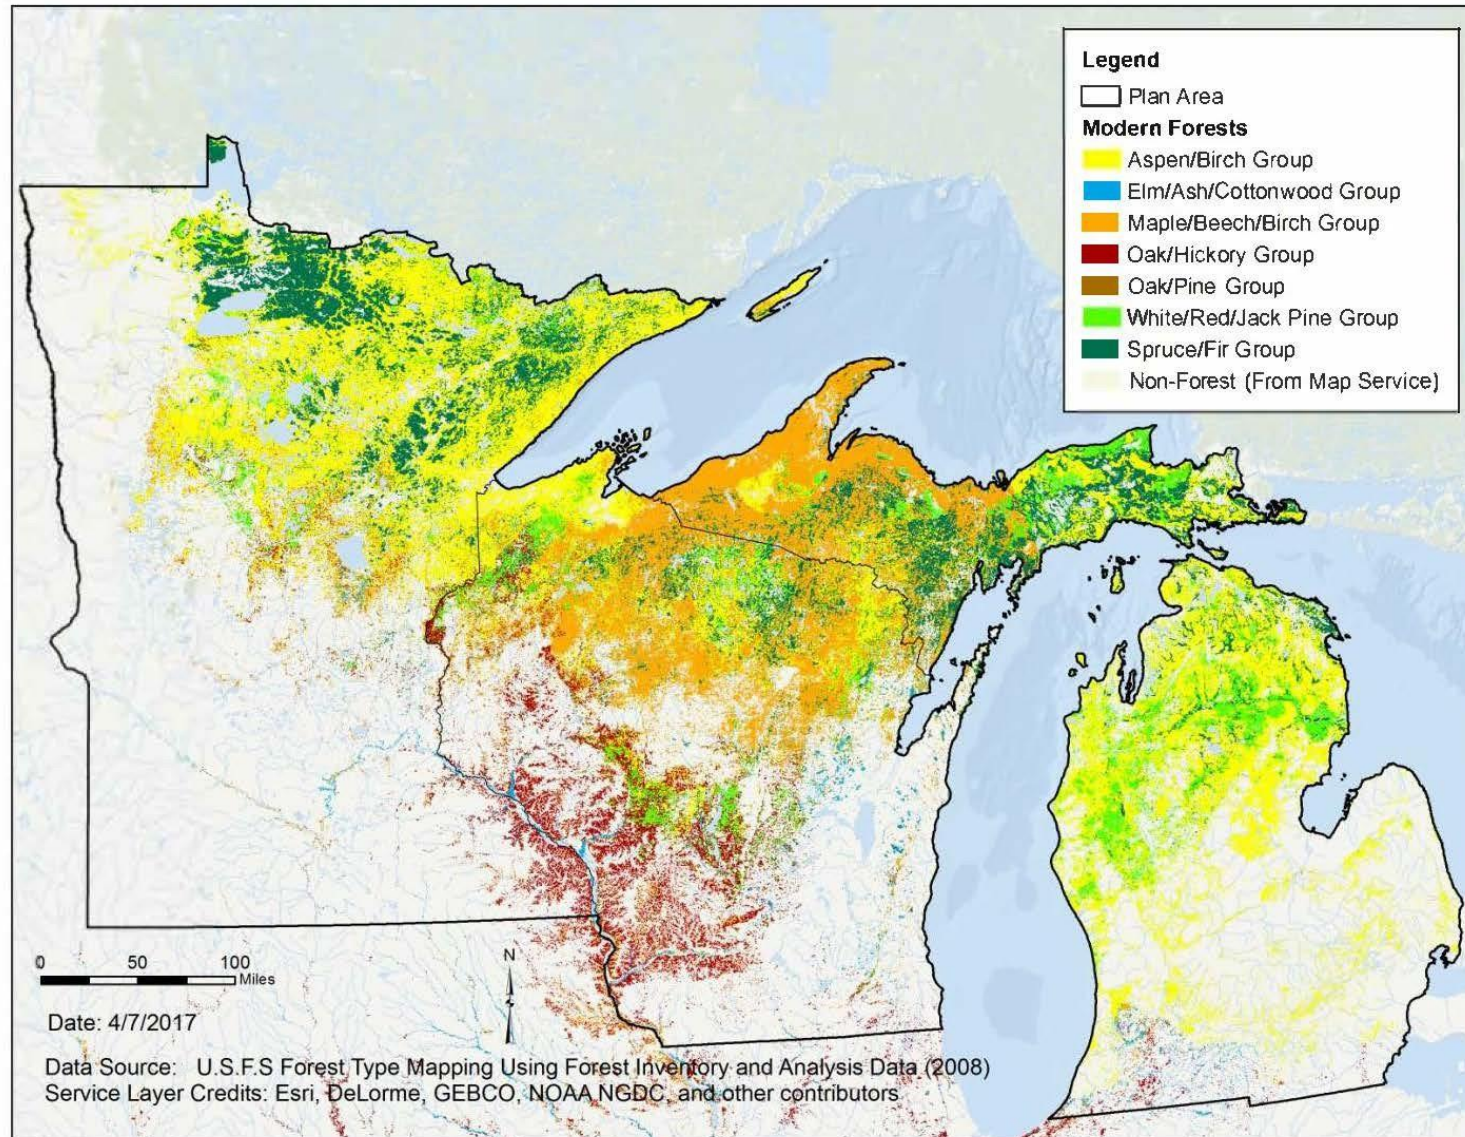 Legend
Plan Area
Modern Forests
Aspen/Birch Group
Elm/Ash/Cottonwood Group
Maple/Beech/Birch Group
Oak/Hickory Group
Oak/Pine Group
White/Red/Jack Pine Group
Spruce/Fir Group
Non-Forest (From Map Service)
N
0 50 100
Miles
Date: 4/7/2017
Data Source: U.S.F.S Forest Type Mapping Using Forest Inventory and Analysis Data (2008)
Service Layer Credits: Esri, DeLorme, GEBCO, NOAA NGDC, and other contributors